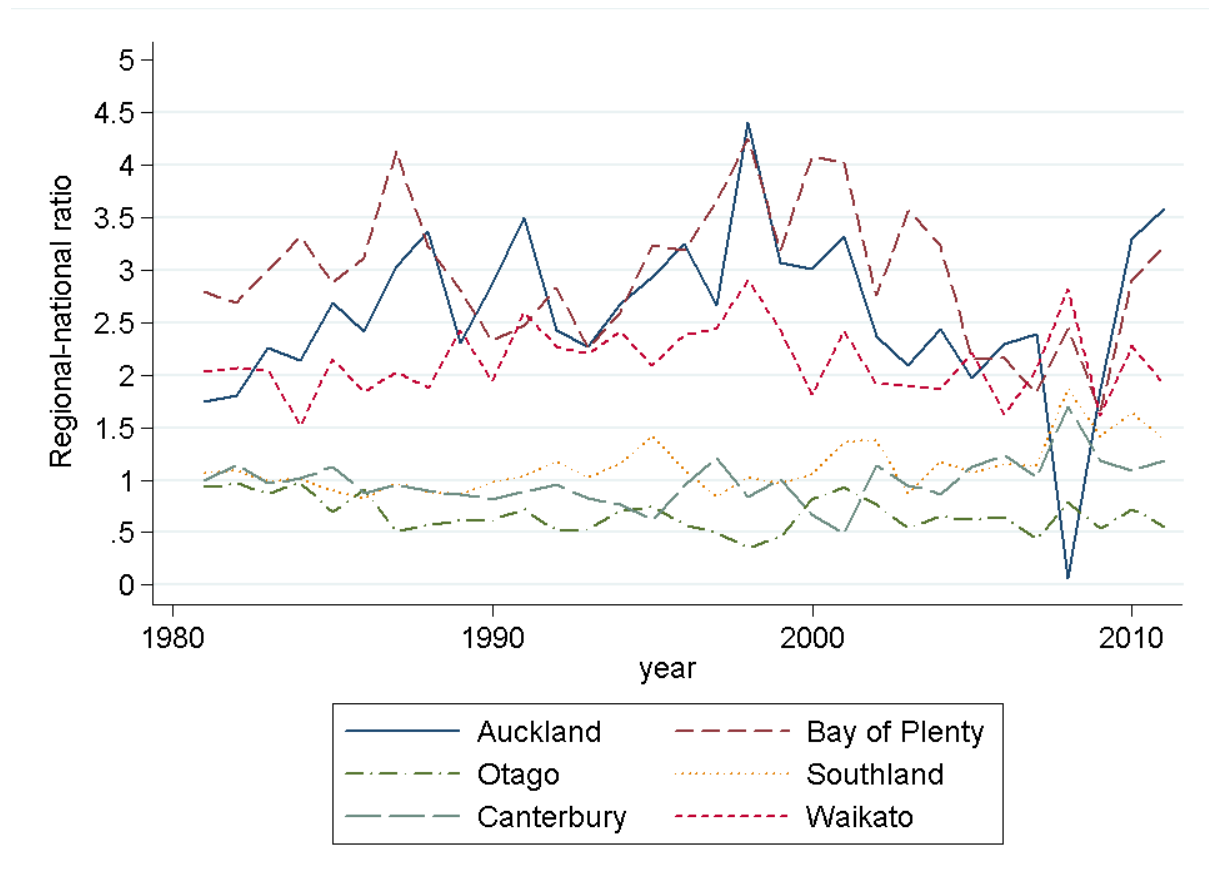 5
4.5
4
3.5
3
2.5
2
1.5
1
.5
0
Regional-national ratio
1980 1990 2000 2010
year
Auckland Bay of Plenty
Otago Southland
Canterbury Waikato